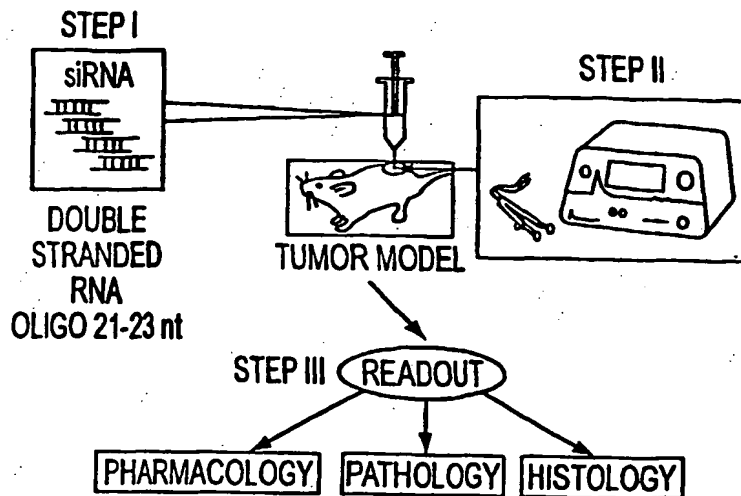 STEP I
siRNA
DOUBLE
STRANDED
RNA
OLIGO 21-23 nt
STEP II
TUMOR MODEL
STEP III
READOUT
PHARMACOLOGY
PATHOLOGY
HISTOLOGY